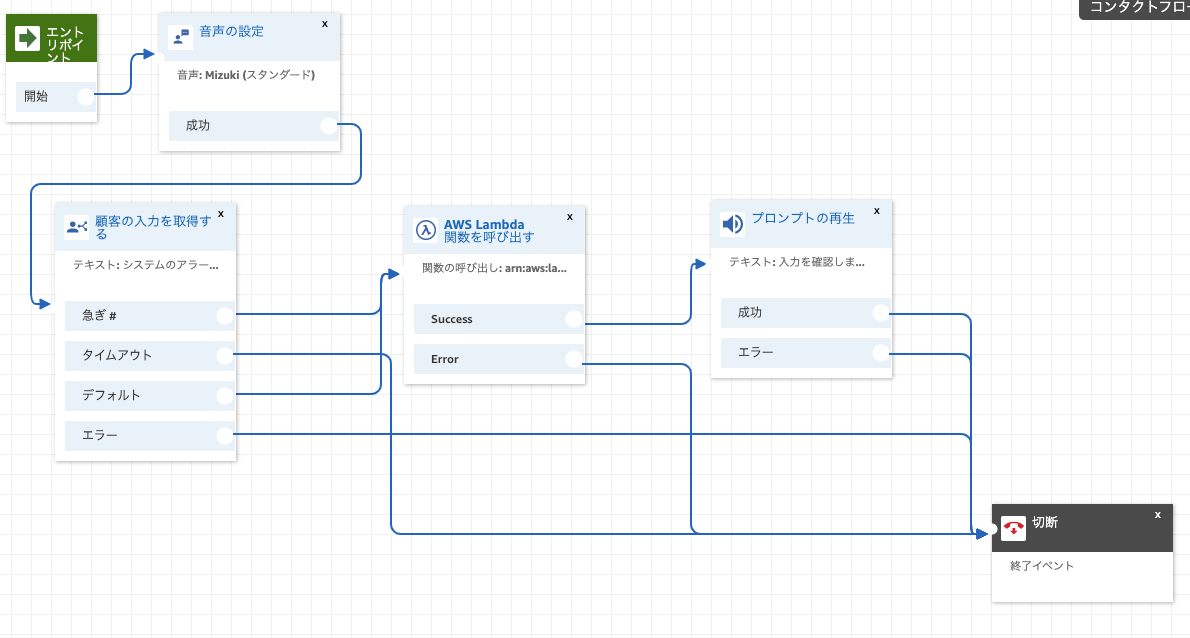 コンタクトフロー
エント
リポイ
ント
開始
音声の設定
x
音声: Mizuki (スタンダード)
成功
顧客の入力を取得す
る
x
テキスト: システムのアラー...
急ぎ #
タイムアウト
デフォルト
エラー
AWS Lambda
関数を呼び出す
x
関数の呼び出し: arn:aws:la...
Success
Error
プロンプトの再生
x
テキスト: 入力を確認しま...
成功
エラー
切断
x
終了イベント